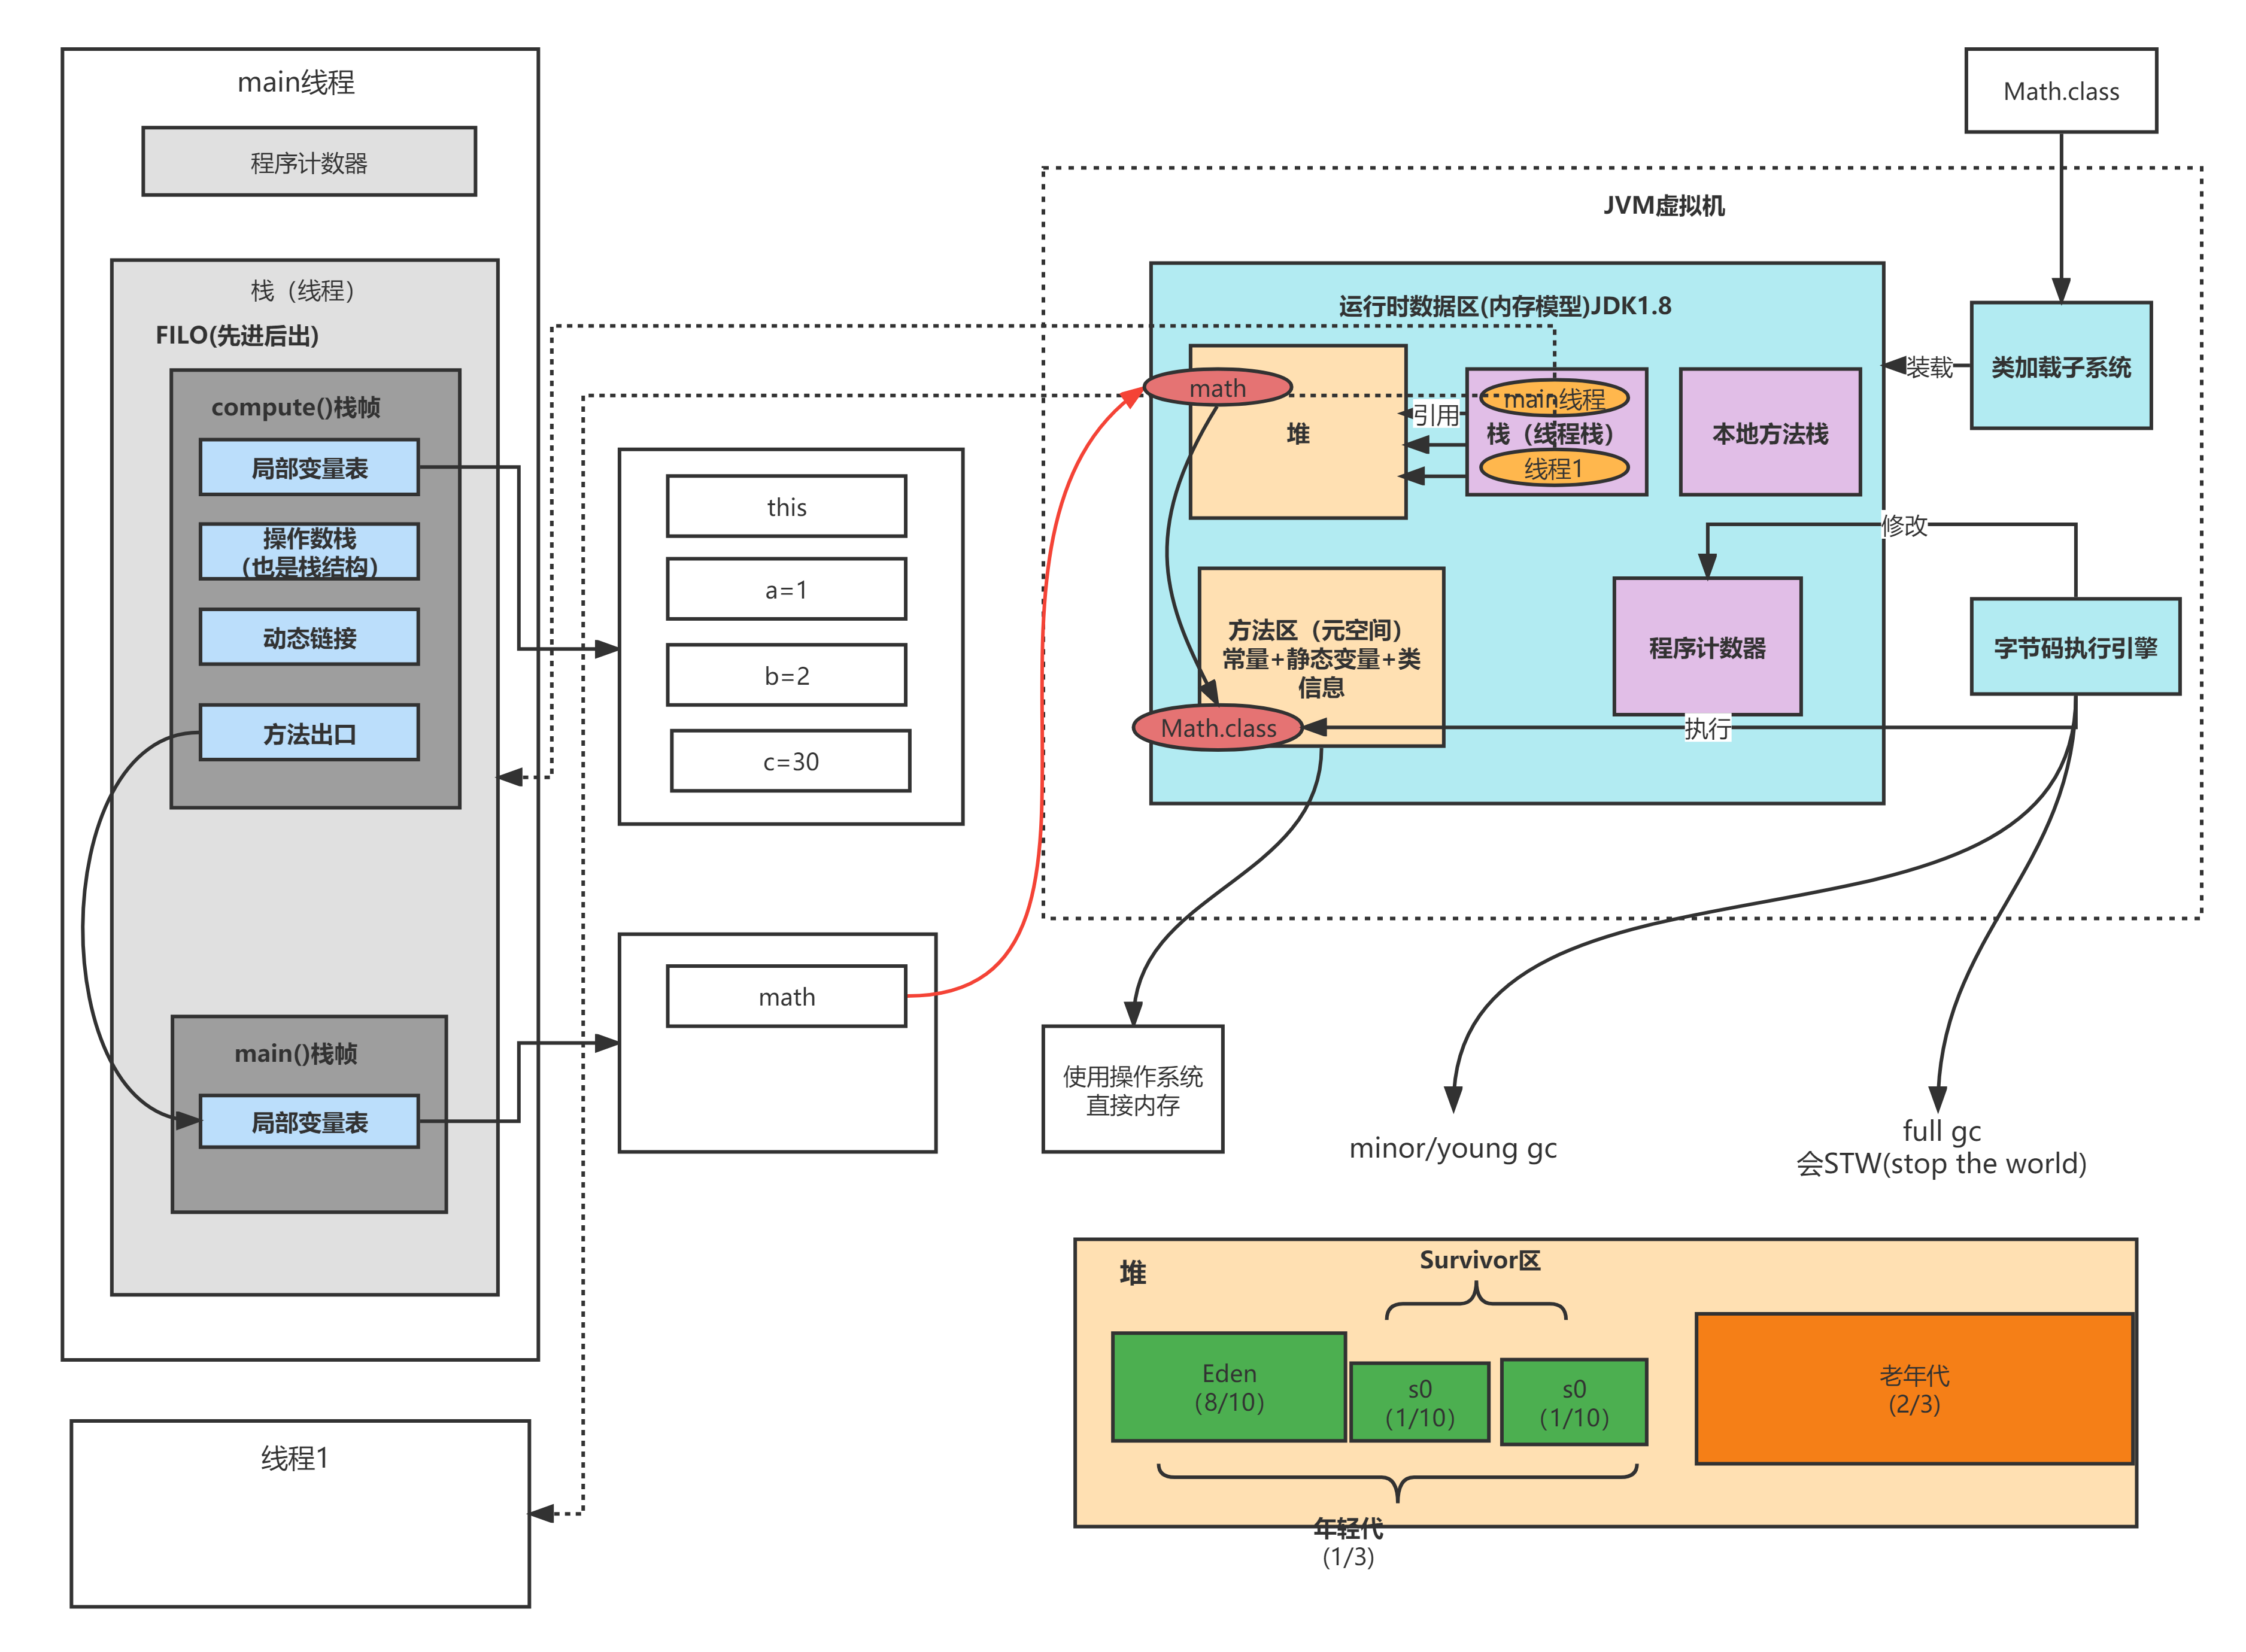 main线程
程序计数器
栈（线程）
FILO(先进后出)
compute()栈帧
局部变量表
操作数栈
（也是栈结构）
动态链接
方法出口
main()栈帧
局部变量表
线程1
this
a=1
b=2
c=30
math
Math.class
JVM虚拟机
运行时数据区(内存模型)JDK1.8
math
堆
引用
main线程
栈（线程栈）
线程1
本地方法栈
装载
类加载子系统
修改
方法区（元空间）
常量+静态变量+类
信息
Math.class
程序计数器
执行
字节码执行引擎
使用操作系统
直接内存
minor/young gc
full gc
会STW(stop the world)
堆
Survivor区
Eden
(8/10)
s0
(1/10)
s0
(1/10)
老年代
(2/3)
年轻代
(1/3)